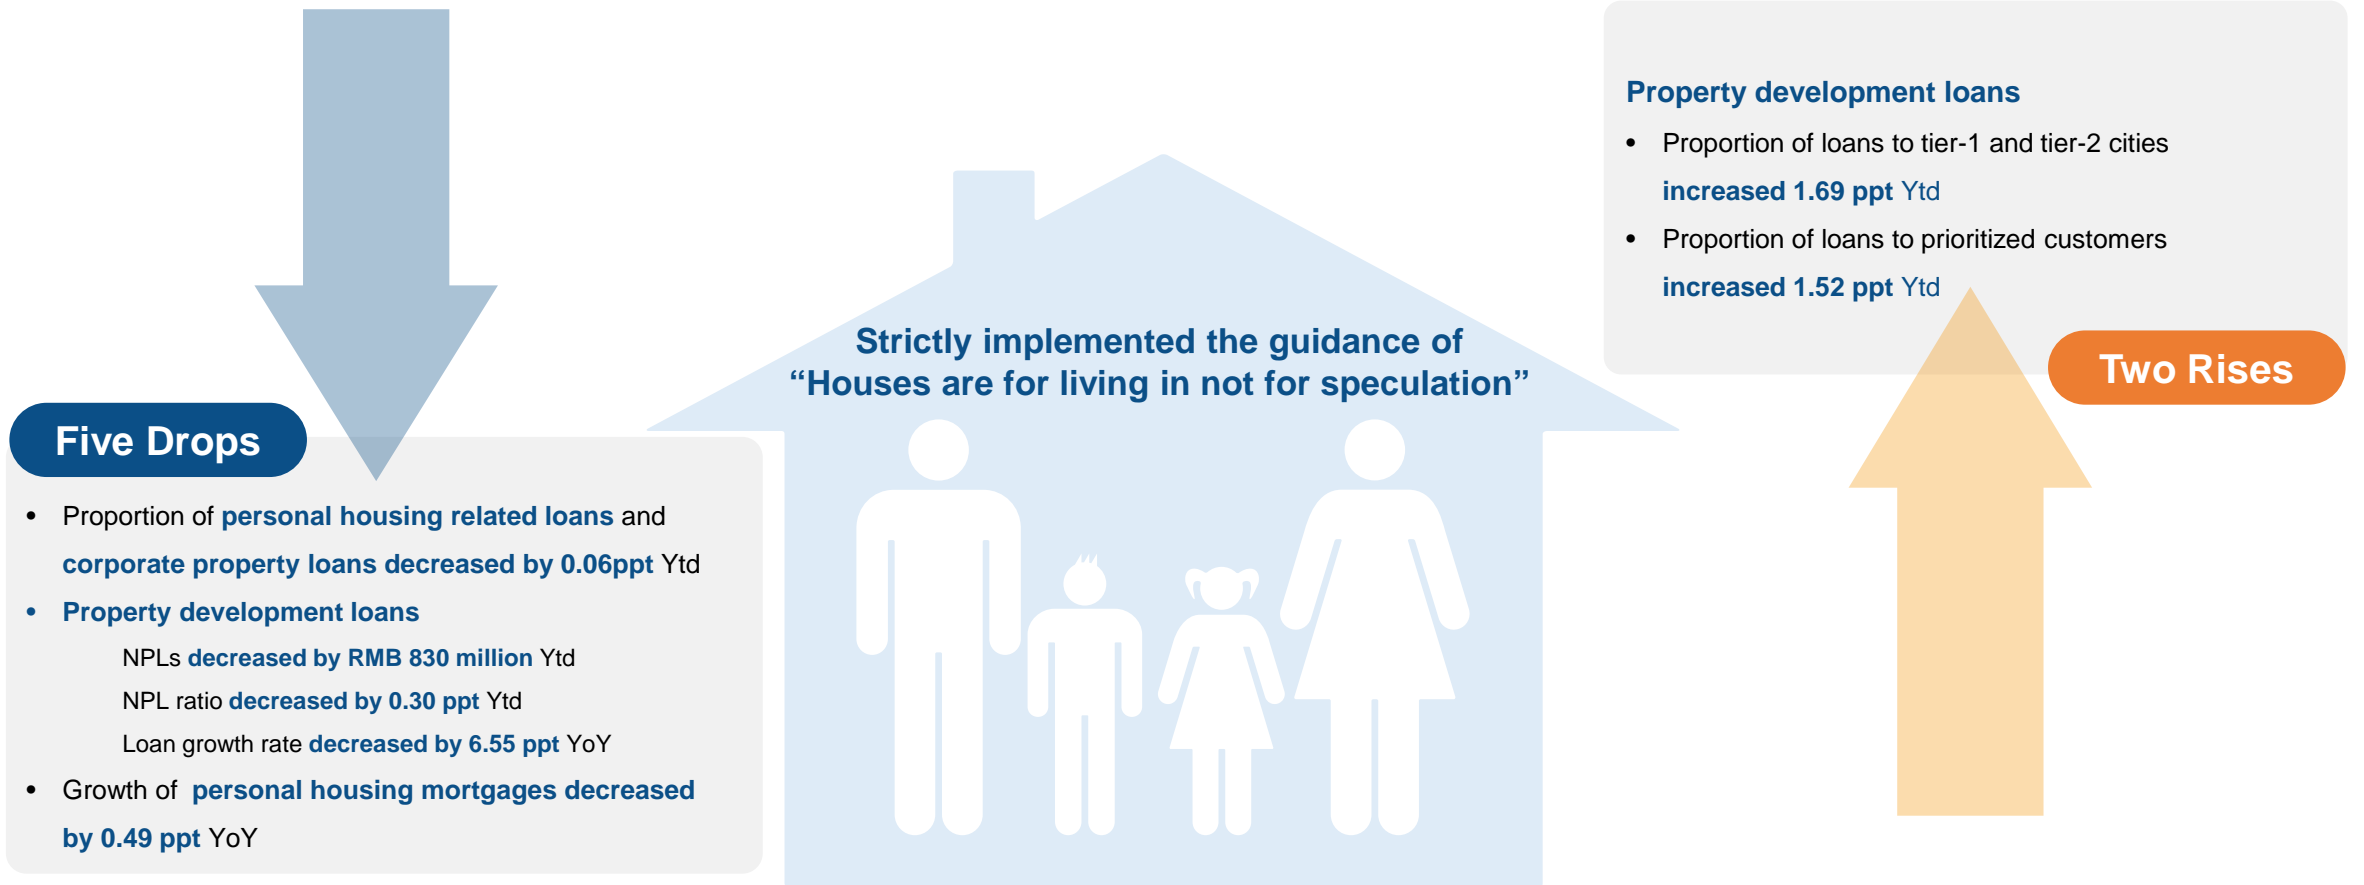 Five Drops
• Proportion of personal housing related loans and
corporate property loans decreased by 0.06ppt Ytd
• Property development loans
NPLs decreased by RMB 830 million Ytd
NPL ratio decreased by 0.30 ppt Ytd
Loan growth rate decreased by 6.55 ppt YoY
• Growth of personal housing mortgages decreased
by 0.49 ppt YoY
Strictly implemented the guidance of
“Houses are for living in not for speculation”
Property development loans
• Proportion of loans to tier-1 and tier-2 cities
increased 1.69 ppt Ytd
• Proportion of loans to prioritized customers
increased 1.52 ppt Ytd
Two Rises